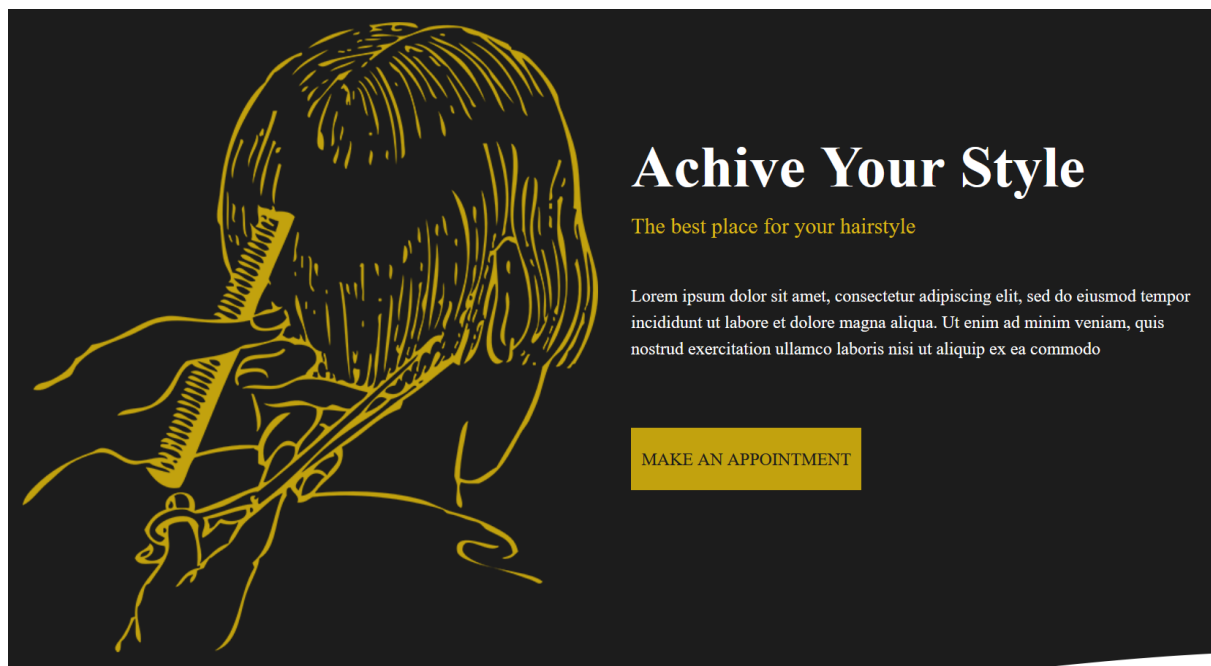 Achive Your Style
The best place for your hairstyle
Lorem ipsum dolor sit amet, consectetur adipiscing elit, sed do eiusmod tempor
incididunt ut labore et dolore magna aliqua. Ut enim ad minim veniam, quis
nostrud exercitation ullamco laboris nisi ut aliquip ex ea commodo
MAKE AN APPOINTMENT